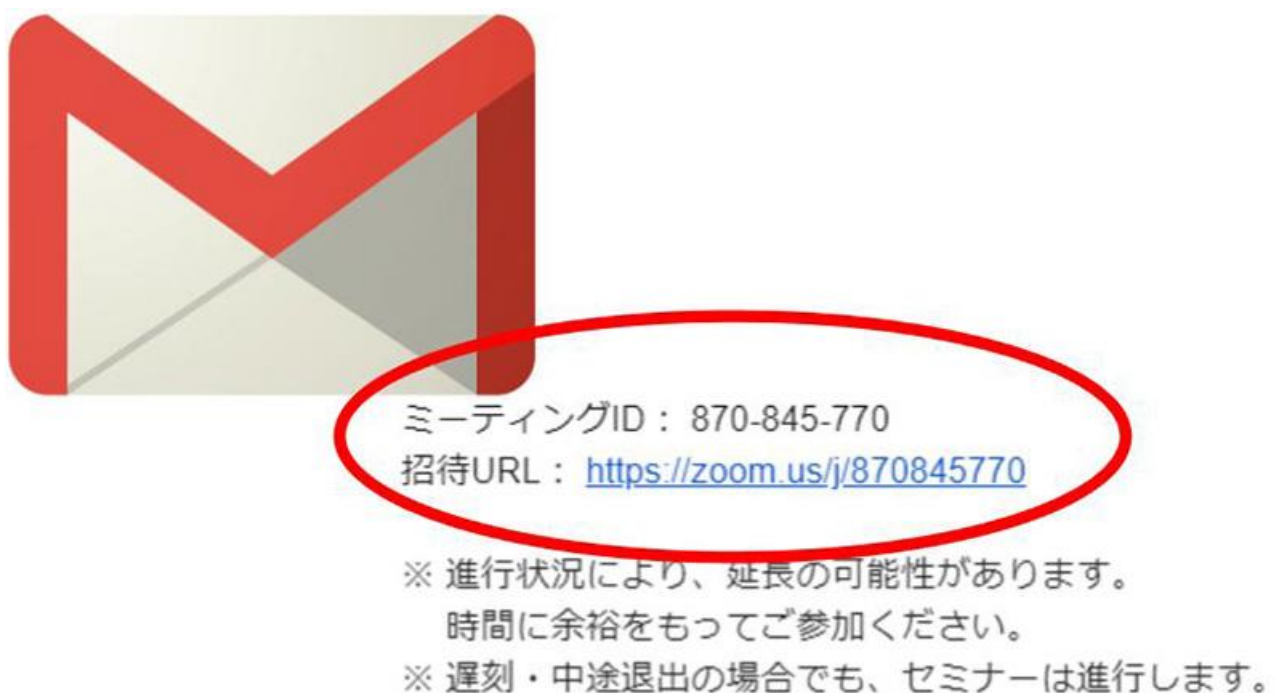 ミーティングID： 870-845-770
招待URL： https://zoom.us/j/870845770
※ 進行状況により、延長の可能性があります。
時間に余裕をもってご参加ください。
※ 遅刻・中途退出の場合でも、セミナーは進行します。